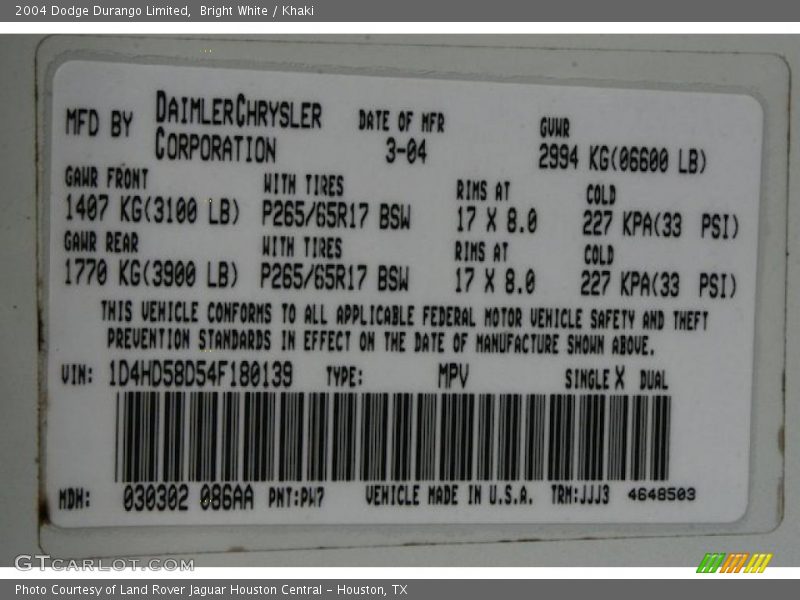 2004 Dodge Durango Limited, Bright White / Khaki
MFD BY DAIMLERCHRYSLER CORPORATION DATE OF MFR 3-04 GVWR 2994 KG(06600 LB)
GAWR FRONT WITH TIRES RIMS AT COLD
1407 KG(3100 LB) P265/65R17 BSW 17 X 8.0 227 KPA(33 PSI)
GAWR REAR WITH TIRES RIMS AT COLD
1770 KG(3900 LB) P265/65R17 BSW 17 X 8.0 227 KPA(33 PSI)
THIS VEHICLE CONFORMS TO ALL APPLICABLE FEDERAL MOTOR VEHICLE SAFETY AND THEFT
PREVENTION STANDARDS IN EFFECT ON THE DATE OF MANUFACTURE SHOWN ABOVE.
VIN: 1D4HD58D54F180139 TYPE: MPV SINGLE X DUAL
MDH: 030302 086AA PNT:PW7 VEHICLE MADE IN U.S.A. TRM:JJJ3 4648503
GTCARLOT.COM
Photo Courtesy of Land Rover Jaguar Houston Central – Houston, TX